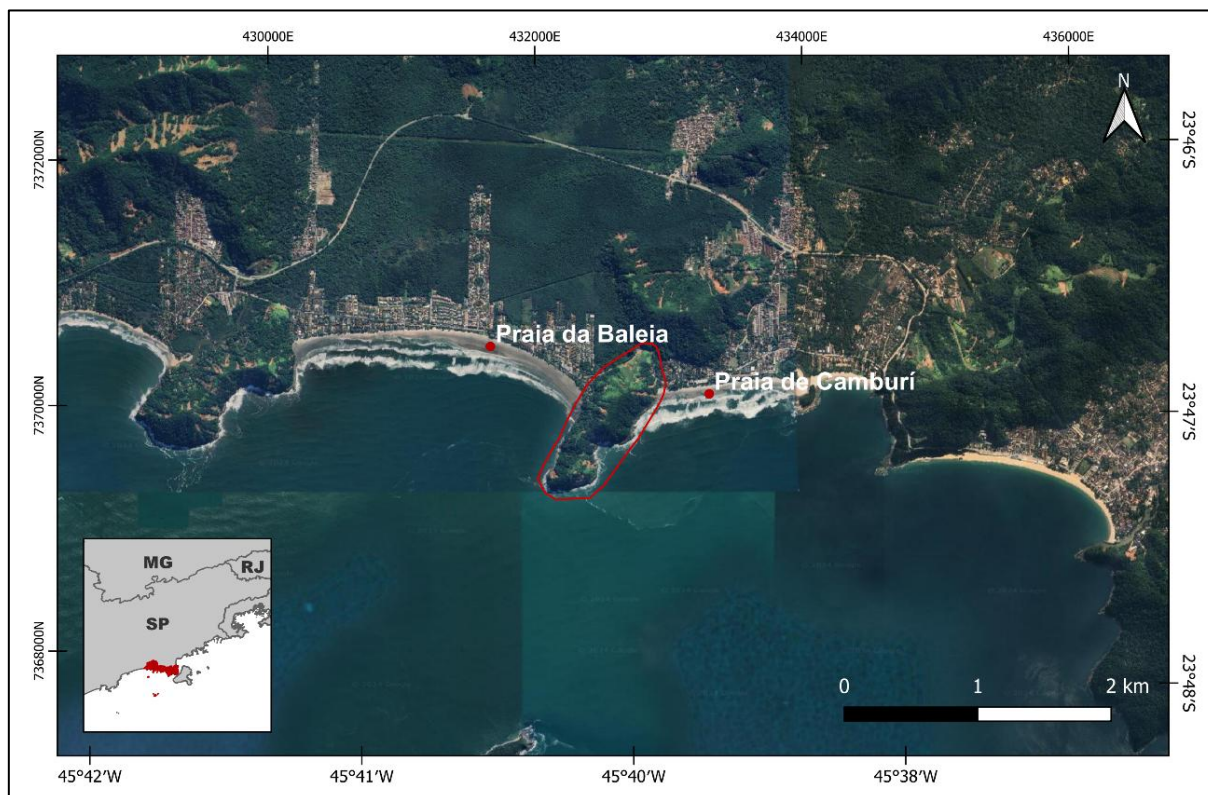 430000E
432000E
434000E
436000E
N
7372000N
23°46'S
Praia da Baleia
Praia de Camburí
7370000N
23°47'S
MG
RJ
SP
7368000N
0
1
2 km
23°48'S
45°42'W
45°41'W
45°40'W
45°38'W